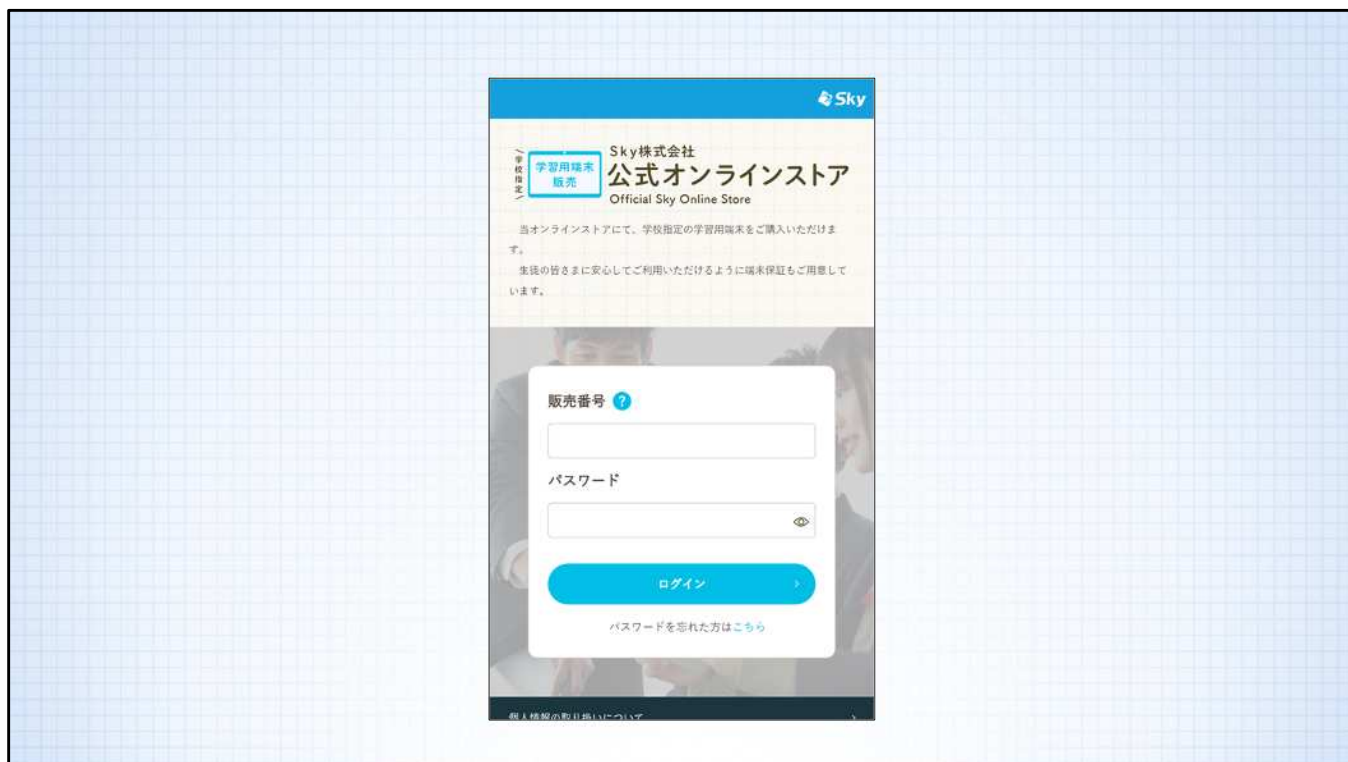 Sky
学校指定
学習用端末
販売
Sky株式会社
公式オンラインストア
Official Sky Online Store
当オンラインストアにて、学校指定の学習用端末をご購入いただけま
す。
生徒の皆さまに安心してご利用いただけるように端末保証もご用意して
います。
販売番号 ?
パスワード
ログイン
パスワードを忘れた方はこちら
個人情報の取り扱いについて